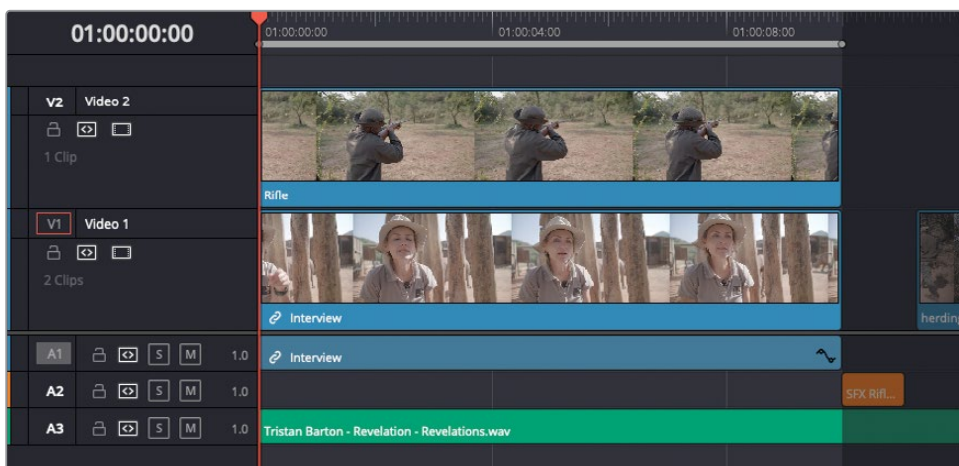 01:00:00:00
01:00:00:00 01:00:04:00 01:00:08:00
V2 Video 2
1 Clip
Rifle
V1 Video 1
2 Clips
Interview
herding
A1 S M 1.0 Interview
A2 S M 1.0 SFX Rifl...
A3 S M 1.0 Tristan Barton - Revelation - Revelations.wav